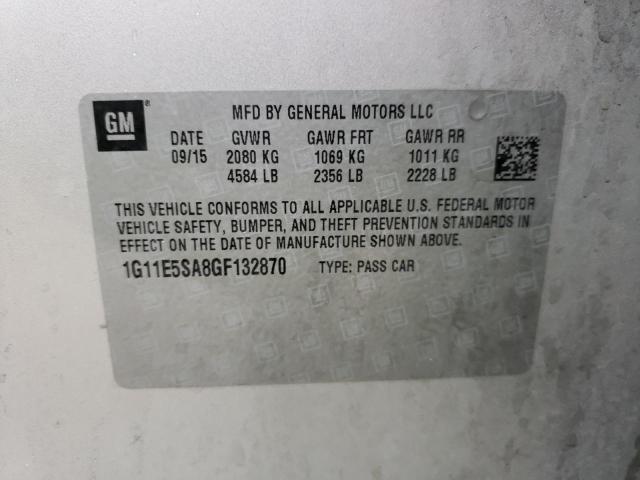 GM ®
MFD BY GENERAL MOTORS LLC
DATE GVWR GAWR FRT GAWR RR
09/15 2080 KG 1069 KG 1011 KG
4584 LB 2356 LB 2228 LB
THIS VEHICLE CONFORMS TO ALL APPLICABLE U.S. FEDERAL MOTOR
VEHICLE SAFETY, BUMPER, AND THEFT PREVENTION STANDARDS IN
EFFECT ON THE DATE OF MANUFACTURE SHOWN ABOVE.
1G11E5SA8GF132870 TYPE: PASS CAR